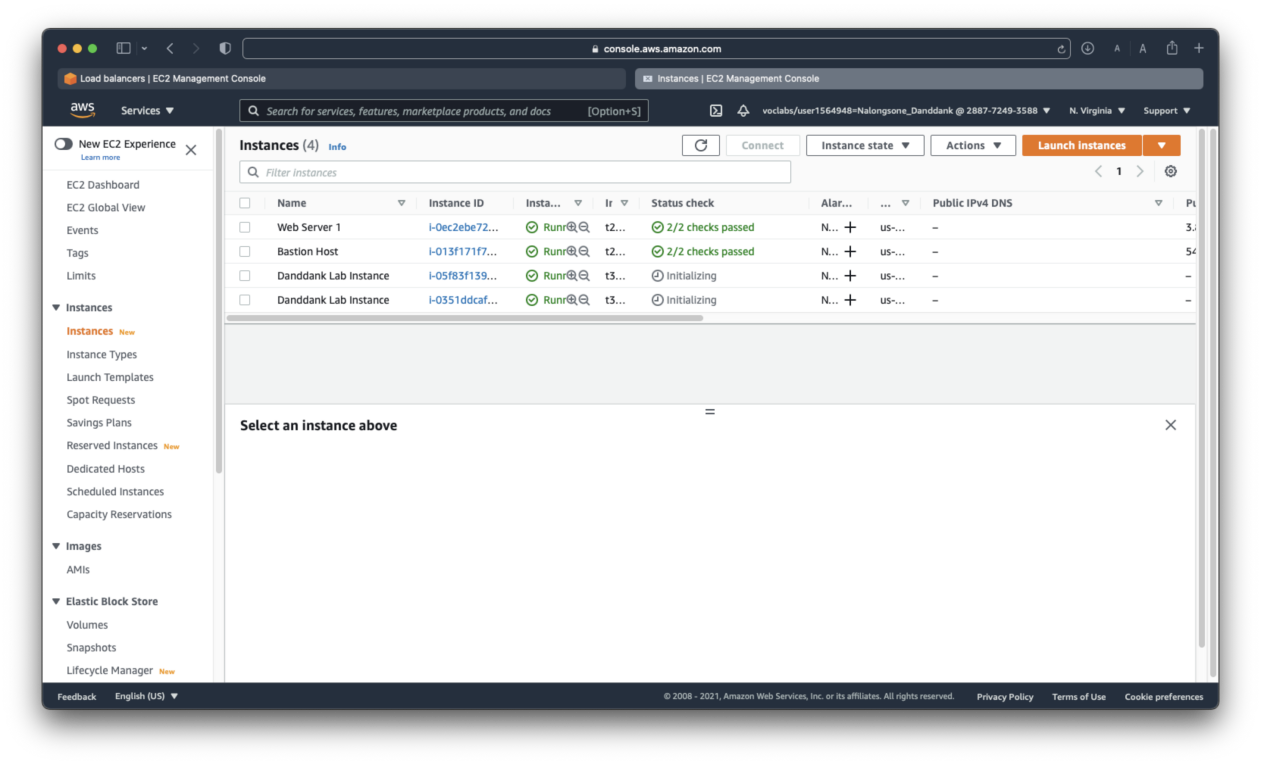 console.aws.amazon.com
A A
Load balancers | EC2 Management Console
Instances | EC2 Management Console
aws
Services
Search for services, features, marketplace products, and docs
[Option+S]
voclabs/user1564948=Nalongsone_Danddank @ 2887-7249-3588
N. Virginia
Support
New EC2 Experience
Learn more
EC2 Dashboard
EC2 Global View
Events
Tags
Limits
Instances
Instances New
Instance Types
Launch Templates
Spot Requests
Savings Plans
Reserved Instances New
Dedicated Hosts
Scheduled Instances
Capacity Reservations
Images
AMIs
Elastic Block Store
Volumes
Snapshots
Lifecycle Manager New
Instances (4) Info
Connect
Instance state
Actions
Launch instances
Filter instances
1
Name Instance ID Insta... Status check Alar... ... Public IPv4 DNS
Web Server 1 i-0ec2ebe72... Runr t2... 2/2 checks passed N... us-... –
Bastion Host i-013f171f7... Runr t2... 2/2 checks passed N... us-... – 54
Danddank Lab Instance i-05f83f139... Runr t3... Initializing N... us-... – –
Danddank Lab Instance i-0351ddcaf... Runr t3... Initializing N... us-... – –
Select an instance above
Feedback
English (US)
© 2008 - 2021, Amazon Web Services, Inc. or its affiliates. All rights reserved.
Privacy Policy
Terms of Use
Cookie preferences